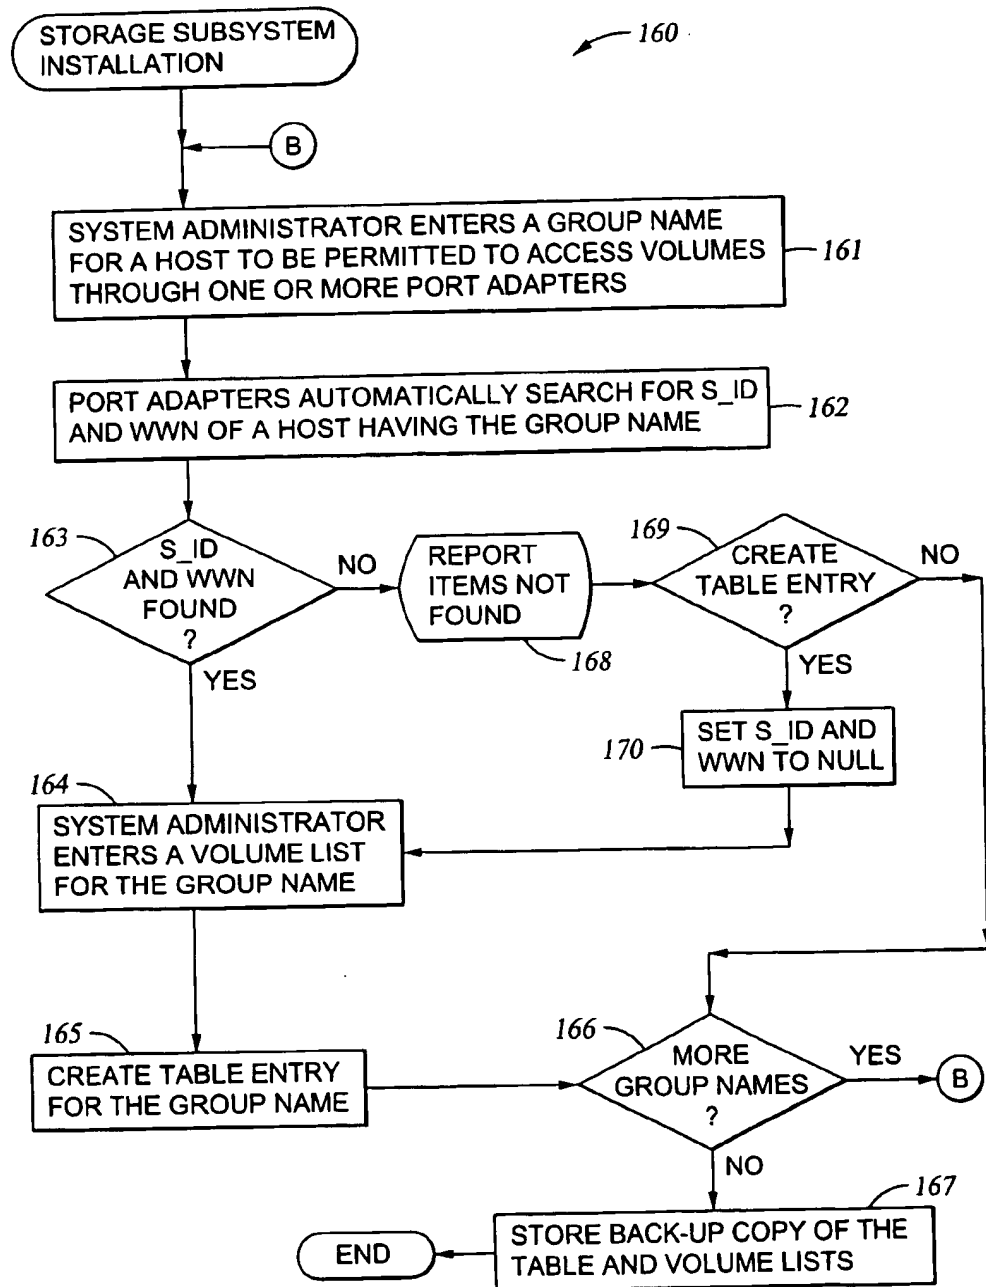 STORAGE SUBSYSTEM
INSTALLATION
160
B
SYSTEM ADMINISTRATOR ENTERS A GROUP NAME
FOR A HOST TO BE PERMITTED TO ACCESS VOLUMES
THROUGH ONE OR MORE PORT ADAPTERS
161
PORT ADAPTERS AUTOMATICALLY SEARCH FOR S_ID
AND WWN OF A HOST HAVING THE GROUP NAME
162
163
S_ID
AND WWN
FOUND
?
NO
YES
REPORT
ITEMS NOT
FOUND
168
169
CREATE
TABLE ENTRY
?
NO
YES
170
SET S_ID AND
WWN TO NULL
164
SYSTEM ADMINISTRATOR
ENTERS A VOLUME LIST
FOR THE GROUP NAME
165
CREATE TABLE ENTRY
FOR THE GROUP NAME
166
MORE
GROUP NAMES
?
YES
B
NO
167
STORE BACK-UP COPY OF THE
TABLE AND VOLUME LISTS
END